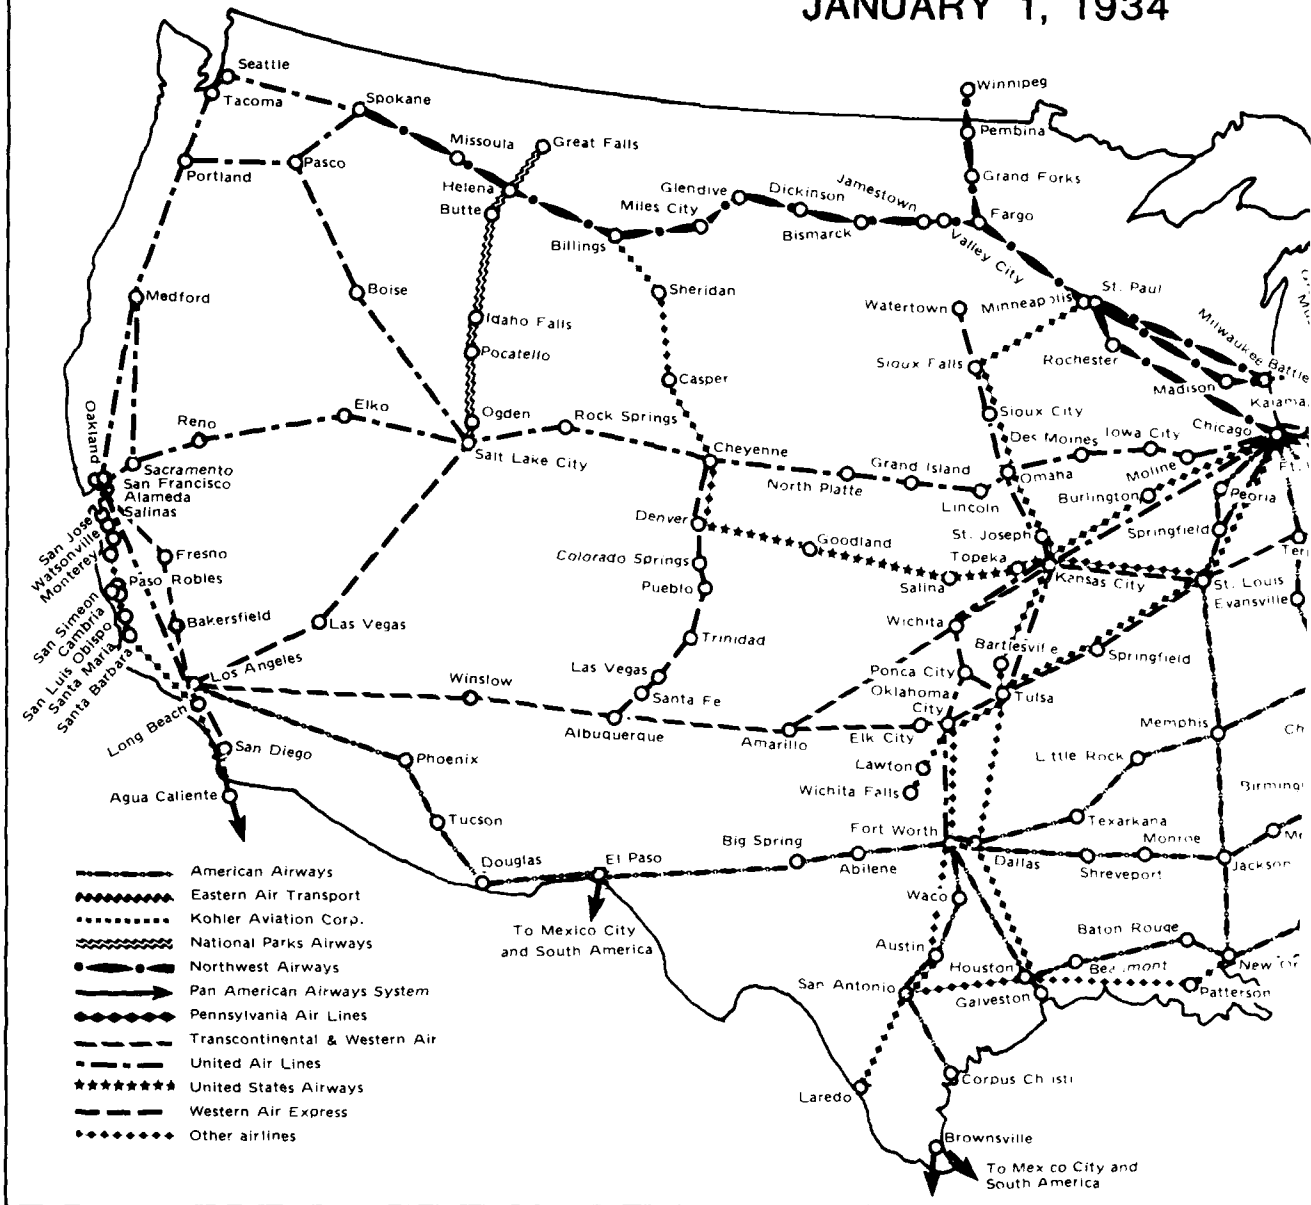 JANUARY 1, 1934
Seattle
Tacoma
Spokane
Winnipeg
Pembina
Missoula
Great Falls
Portland
Pasco
Grand Forks
Helena
Butte
Glendive
Dickinson
Jamestown
Miles City
Fargo
Billings
Bismarck
Valley City
Medford
Boise
Sheridan
Watertown
Minneapolis
St. Paul
Idaho Falls
Pocatello
Sioux Falls
Rochester
Milwaukee
Battle
Casper
Madison
Kalama
Oakland
Reno
Elko
Ogden
Rock Springs
Sioux City
Chicago
Des Moines
Iowa City
Cheyenne
Salt Lake City
Sacramento
San Francisco
Alameda
Salinas
Grand Island
North Platte
Omaha
Moline
Ft.
Lincoln
Burlington
Peoria
Denver
Goodland
St. Joseph
Springfield
San Jose
Watsonville
Monterey
Fresno
Colorado Springs
Topeka
Kansas City
Paso Robles
Pueblo
Salina
St. Louis
Evansville
San Simeon
Cambria
San Luis Obispo
Santa Maria
Santa Barbara
Bakersfield
Las Vegas
Trinidad
Wichita
Bartlesville
Springfield
Los Angeles
Winslow
Las Vegas
Santa Fe
Ponca City
Oklahoma
City
Tulsa
Long Beach
Albuquerque
Amarillo
Elk City
Memphis
Ch
San Diego
Phoenix
Lawton
Little Rock
Agua Caliente
Wichita Falls
Tucson
Fort Worth
Texarkana
Big Spring
Monroe
Douglas
El Paso
Abilene
Dallas
Shreveport
Jackson
American Airways
Eastern Air Transport
Kohler Aviation Corp.
National Parks Airways
Northwest Airways
Pan American Airways System
Pennsylvania Air Lines
Transcontinental & Western Air
United Air Lines
United States Airways
Western Air Express
Other airlines
To Mexico City
and South America
Waco
Austin
Baton Rouge
Houston
San Antonio
Galveston
Patterson
Laredo
Corpus Ch isti
Brownsville
To Mex co City and
South America